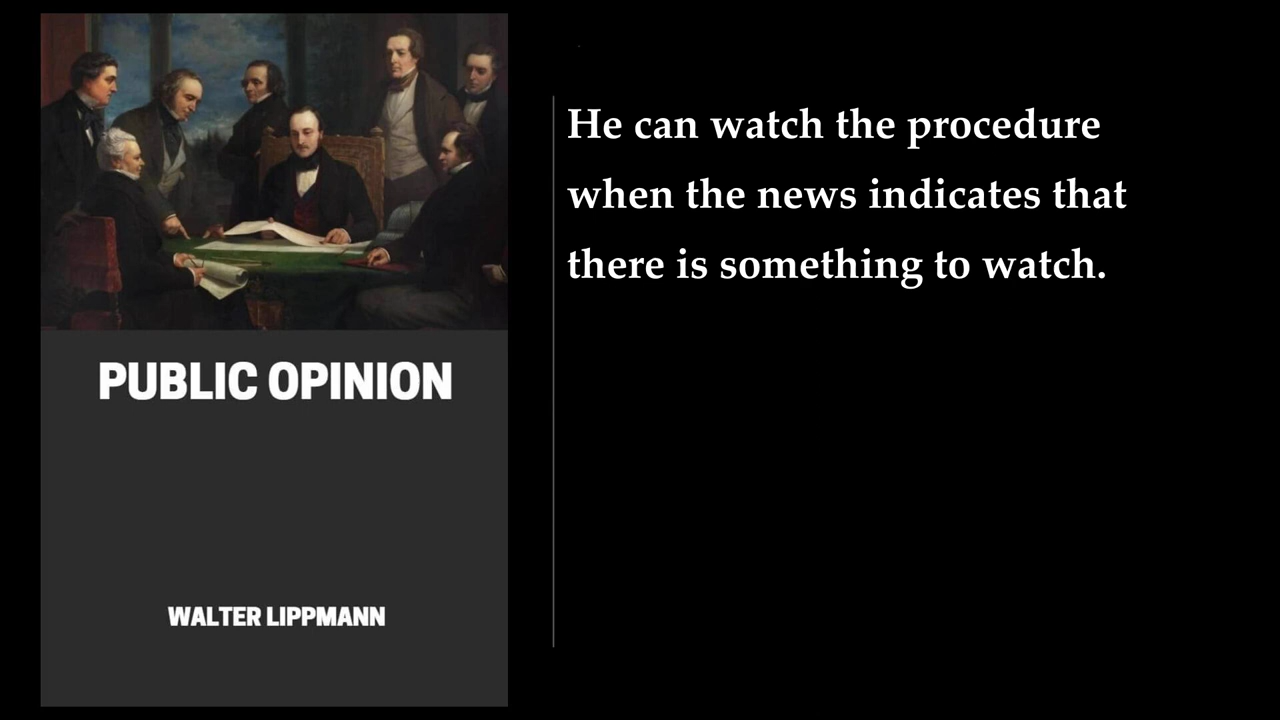 PUBLIC OPINION
WALTER LIPPMANN
He can watch the procedure
when the news indicates that
there is something to watch.